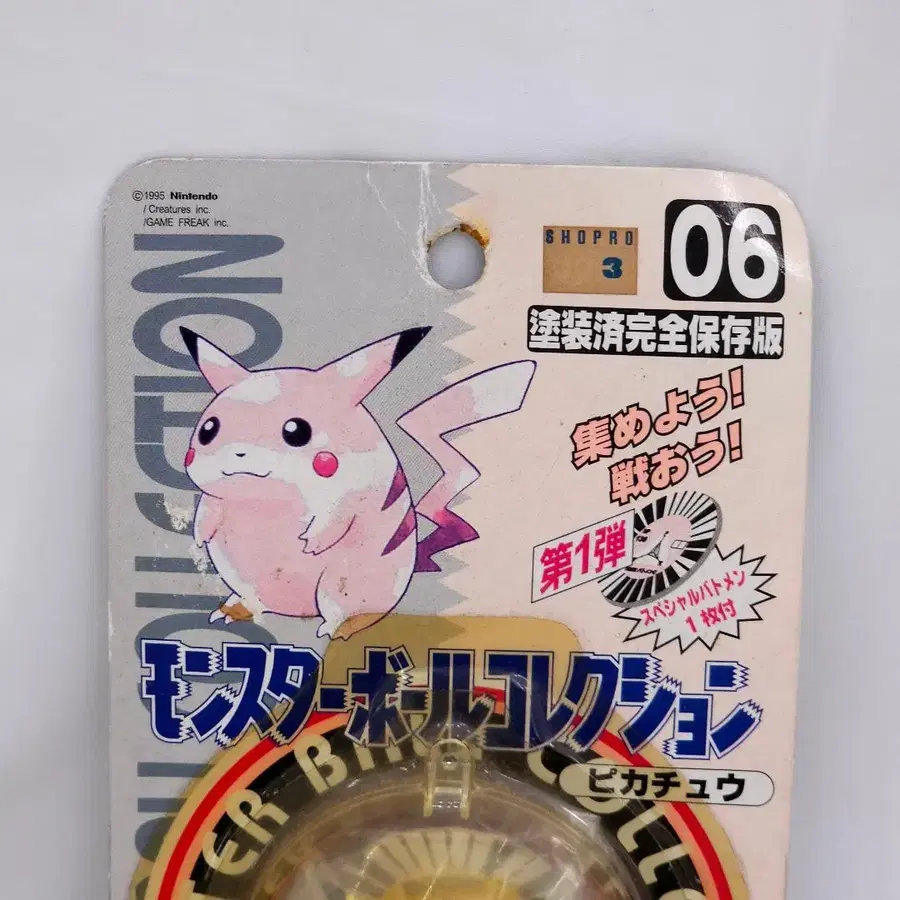 ©1995 Nintendo
/Creatures inc.
/GAME FREAK inc.
SHOPRO
3
06
塗装済完全保存版
集めよう!
戦おう!
第1弾
スペシャルバトメン
1枚付
モンスターボールコレクション
ピカチュウ